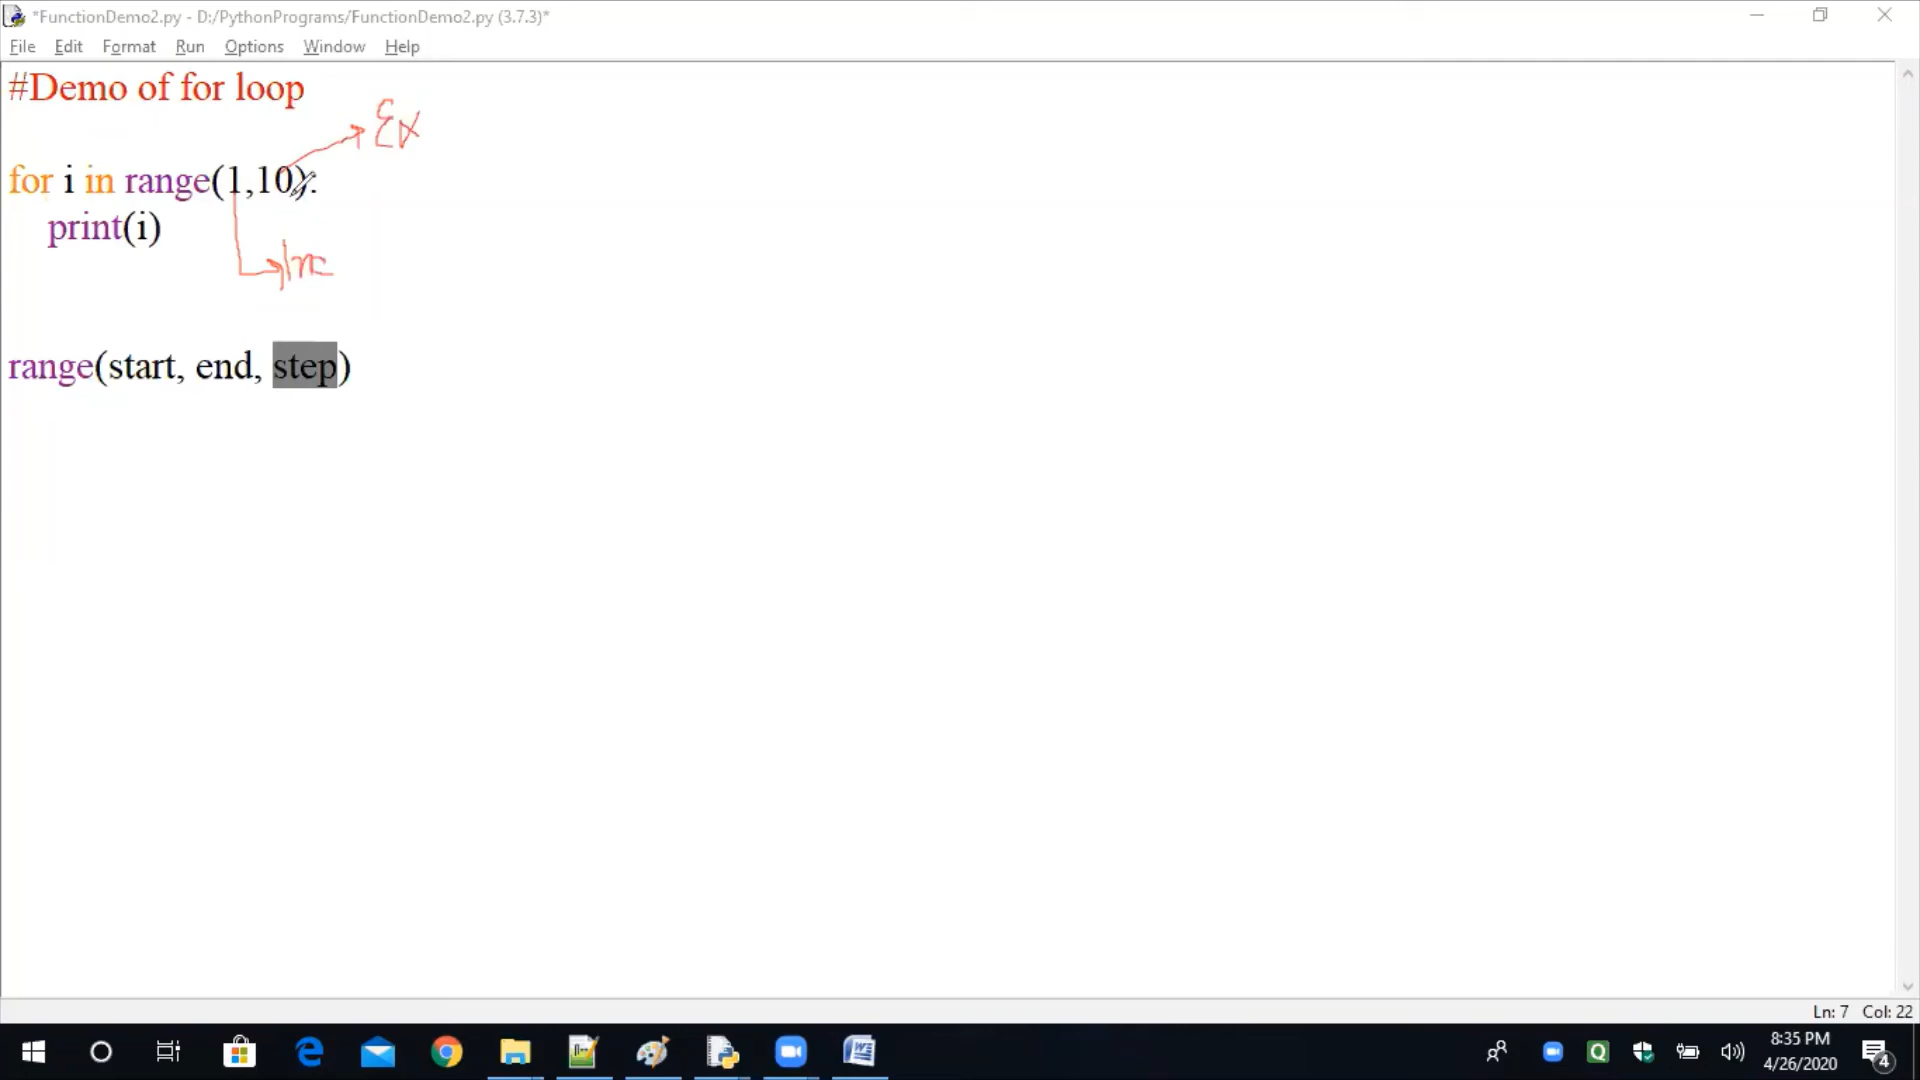 *FunctionDemo2.py - D:/PythonPrograms/FunctionDemo2.py (3.7.3)*
File Edit Format Run Options Window Help
#Demo of for loop
Ex
for i in range(1,10):
print(i)
Inc
range(start, end, step)
Ln: 7 Col: 22
8:35 PM
4/26/2020
4